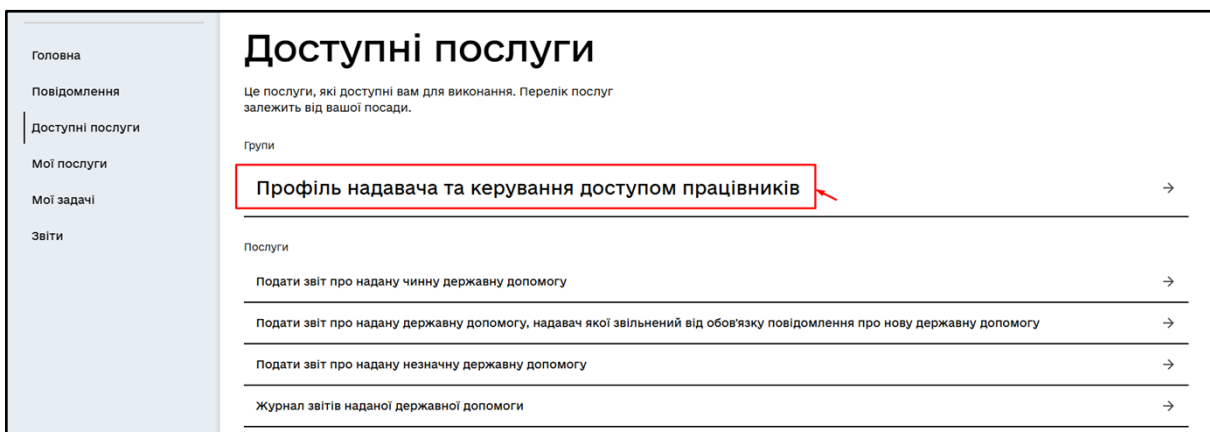 Головна
Повідомлення
Доступні послуги
Мої послуги
Мої задачі
Звіти
Доступні послуги
Це послуги, які доступні вам для виконання. Перелік послуг
залежить від вашої посади.
Групи
Профіль надавача та керування доступом працівників
Послуги
Подати звіт про надану чинну державну допомогу
Подати звіт про надану державну допомогу, надавач якої звільнений від обов'язку повідомлення про нову державну допомогу
Подати звіт про надану незначну державну допомогу
Журнал звітів наданої державної допомоги